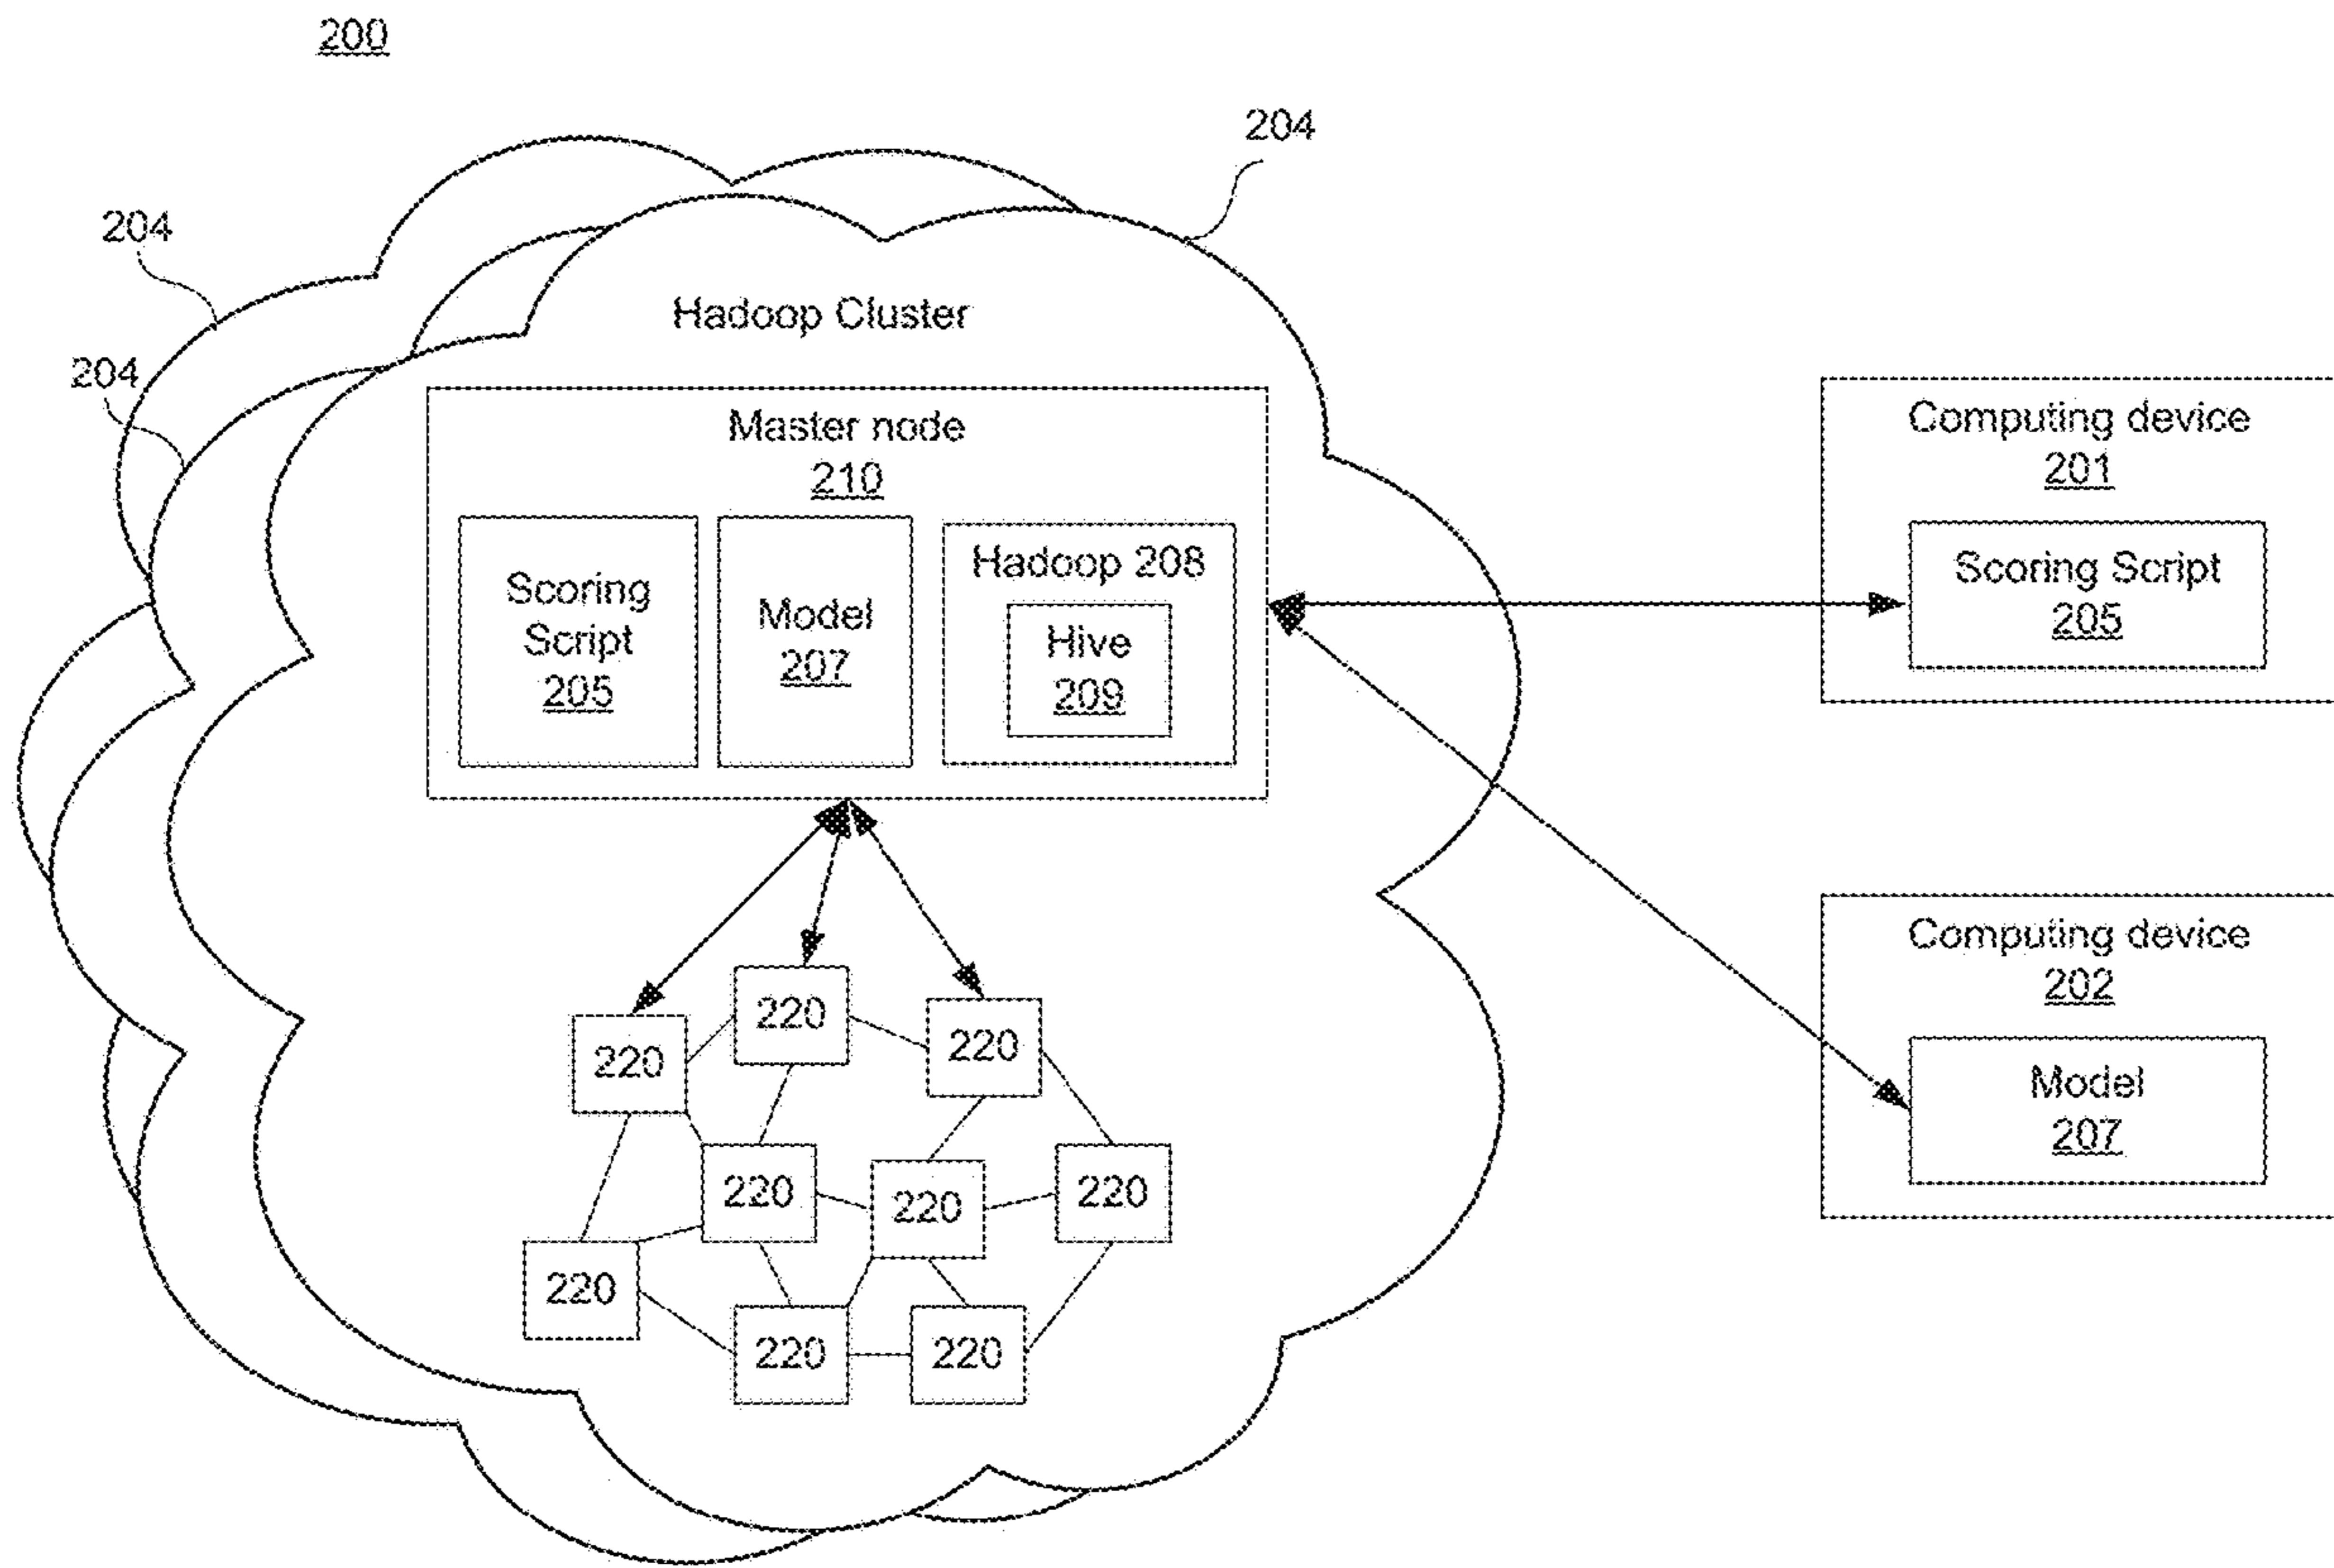 200
204
204
204
Hadoop Cluster
Master node
210
Scoring
Script
205
Model
207
Hadoop 208
Hive
209
Computing device
201
Scoring Script
205
Computing device
202
Model
207
220
220
220
220
220
220
220
220
220